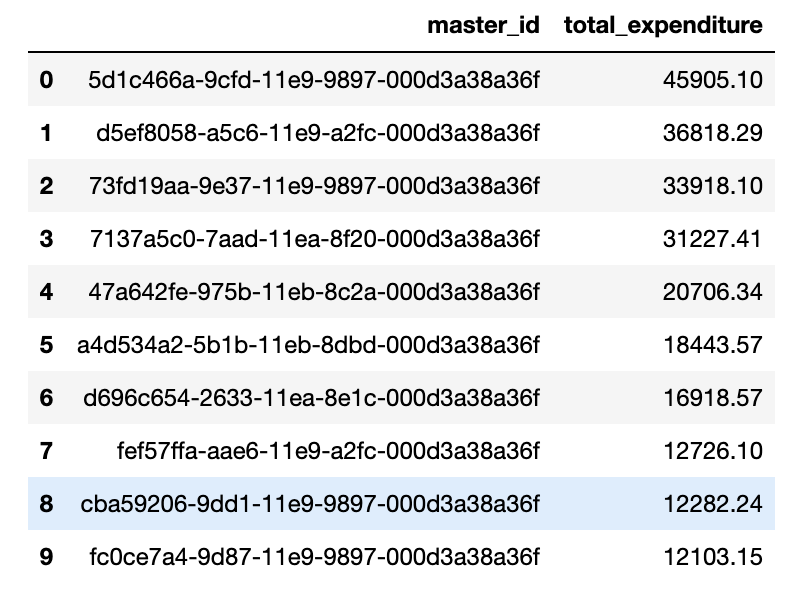 master_id total_expenditure
0 5d1c466a-9cfd-11e9-9897-000d3a38a36f 45905.10
1 d5ef8058-a5c6-11e9-a2fc-000d3a38a36f 36818.29
2 73fd19aa-9e37-11e9-9897-000d3a38a36f 33918.10
3 7137a5c0-7aad-11ea-8f20-000d3a38a36f 31227.41
4 47a642fe-975b-11eb-8c2a-000d3a38a36f 20706.34
5 a4d534a2-5b1b-11eb-8dbd-000d3a38a36f 18443.57
6 d696c654-2633-11ea-8e1c-000d3a38a36f 16918.57
7 fef57ffa-aae6-11e9-a2fc-000d3a38a36f 12726.10
8 cba59206-9dd1-11e9-9897-000d3a38a36f 12282.24
9 fc0ce7a4-9d87-11e9-9897-000d3a38a36f 12103.15